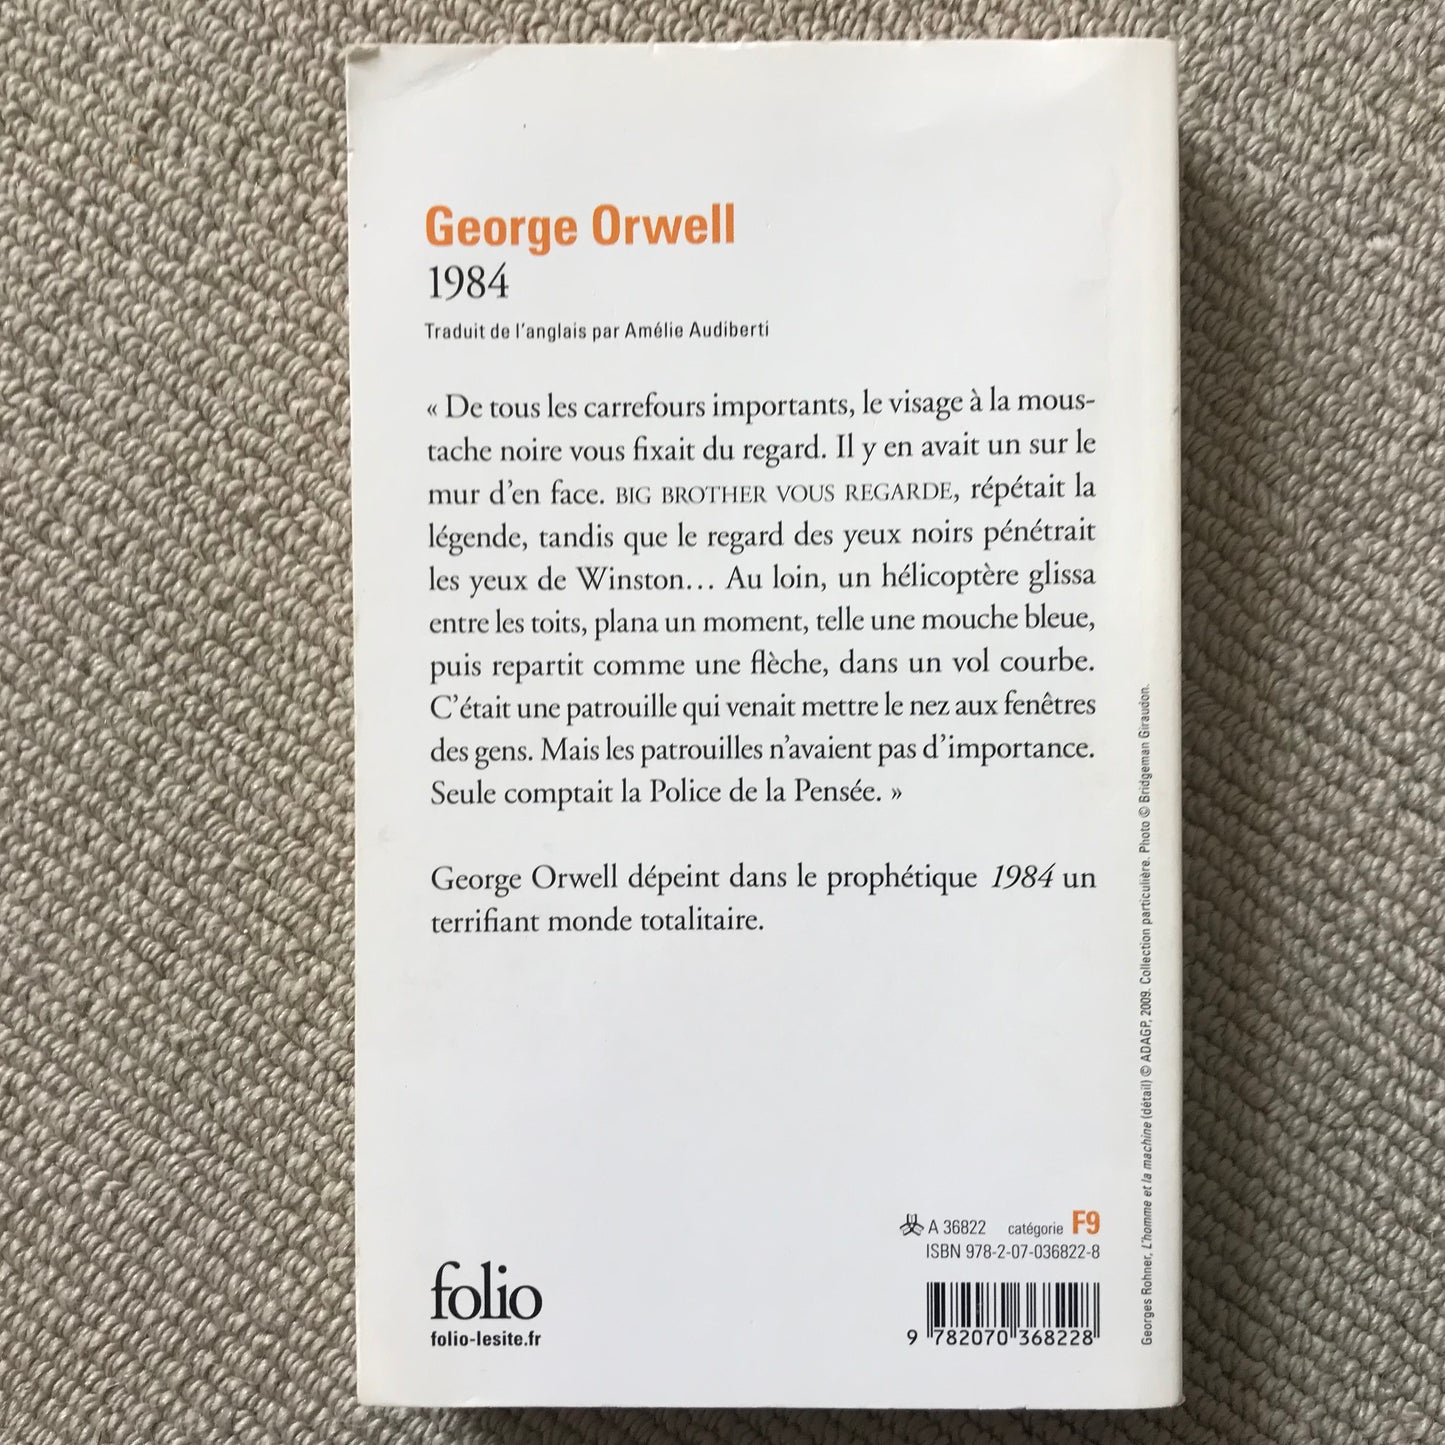 George Orwell
1984
Traduit de l'anglais par Amélie Audiberti
« De tous les carrefours importants, le visage à la mous-
tache noire vous fixait du regard. Il y en avait un sur le
mur d'en face. BIG BROTHER VOUS REGARDE, répétait la
légende, tandis que le regard des yeux noirs pénétrait
les yeux de Winston... Au loin, un hélicoptère glissa
entre les toits, plana un moment, telle une mouche bleue,
puis repartit comme une flèche, dans un vol courbe.
C'était une patrouille qui venait mettre le nez aux fenêtres
des gens. Mais les patrouilles n'avaient pas d'importance.
Seule comptait la Police de la Pensée. »
George Orwell dépeint dans le prophétique 1984 un
terrifiant monde totalitaire.
A 36822 catégorie F9
ISBN 978-2-07-036822-8
folio
folio-lesite.fr
9 782070 368228
Georges Rohner, L'homme et la machine (détail) © ADAGP, 2009. Collection particulière. Photo © Bridgeman Giraudon.